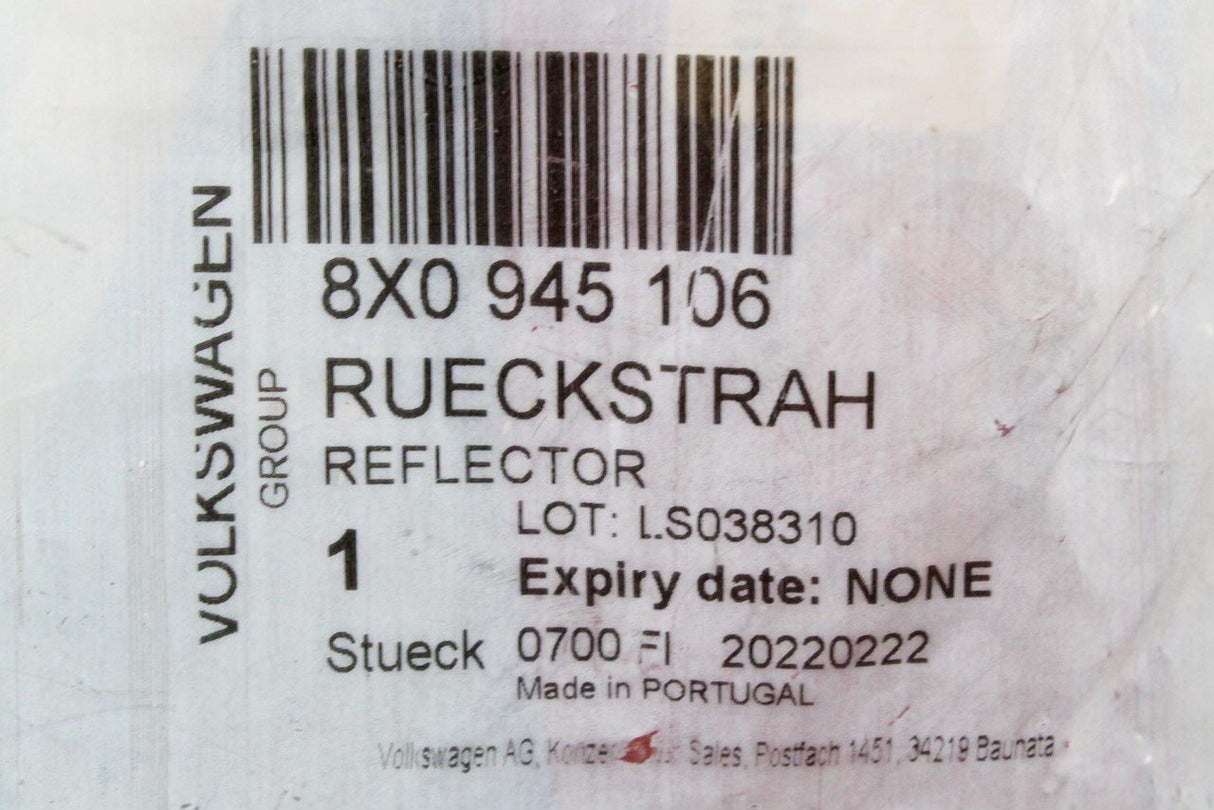 VOLKSWAGEN
GROUP
8X0 945 106
RUECKSTRAH
REFLECTOR
LOT: LS038310
1
Expiry date: NONE
Stueck 0700 FI 20220222
Made in PORTUGAL
Volkswagen AG, Sales, Postfach 1451, 34219 Baunata